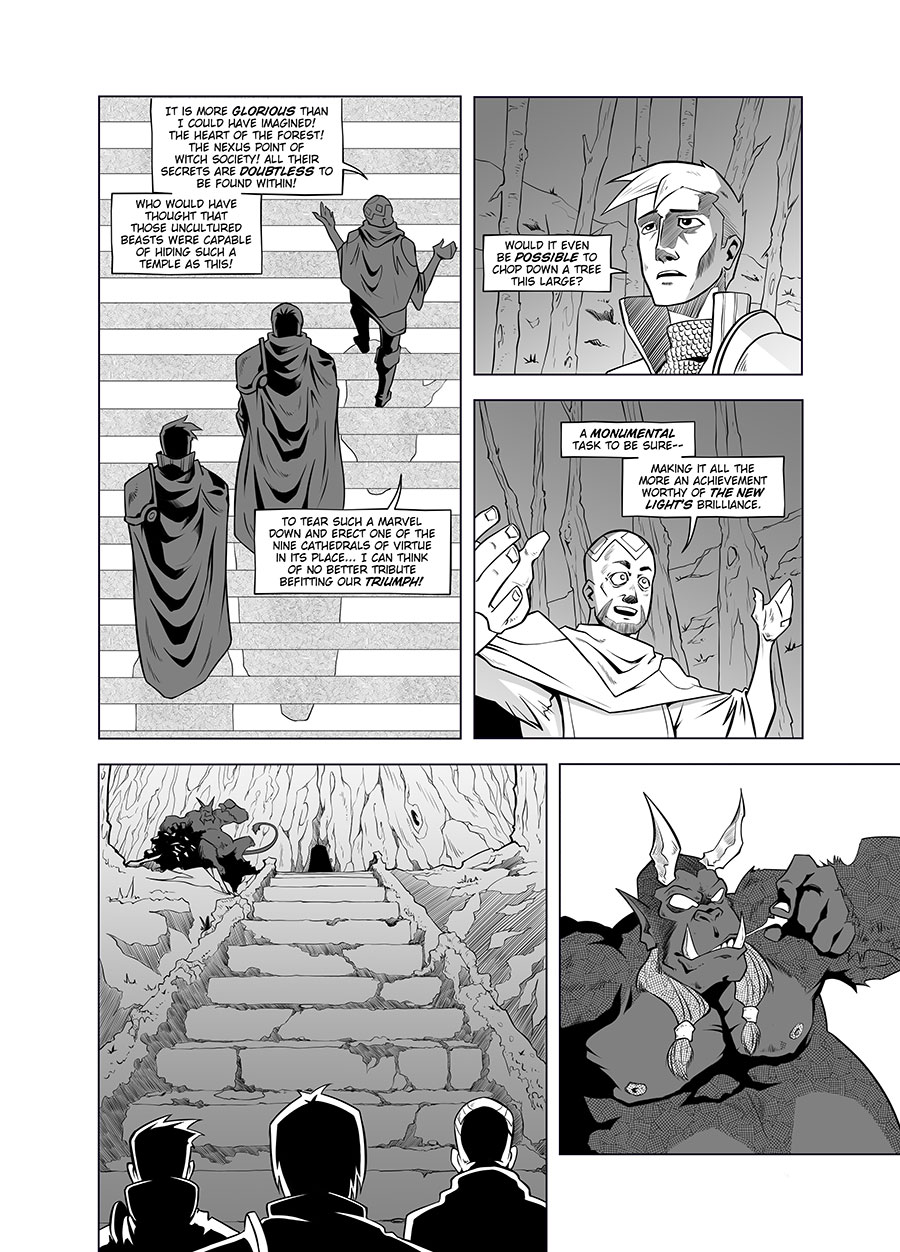 IT IS MORE GLORIOUS THAN
I COULD HAVE IMAGINED!
THE HEART OF THE FOREST!
THE NEXUS POINT OF
WITCH SOCIETY! ALL THEIR
SECRETS ARE DOUBTLESS TO
BE FOUND WITHIN!
WHO WOULD HAVE
THOUGHT THAT
THOSE UNCULTURED
BEASTS WERE CAPABLE
OF HIDING SUCH A
TEMPLE AS THIS!
TO TEAR SUCH A MARVEL
DOWN AND ERECT ONE OF THE
NINE CATHEDRALS OF VIRTUE
IN ITS PLACE... I CAN THINK
OF NO BETTER TRIBUTE
BEFITTING OUR TRIUMPH!
WOULD IT EVEN
BE POSSIBLE TO
CHOP DOWN A TREE
THIS LARGE?
A MONUMENTAL
TASK TO BE SURE--
MAKING IT ALL THE
MORE AN ACHIEVEMENT
WORTHY OF THE NEW
LIGHT'S BRILLIANCE.